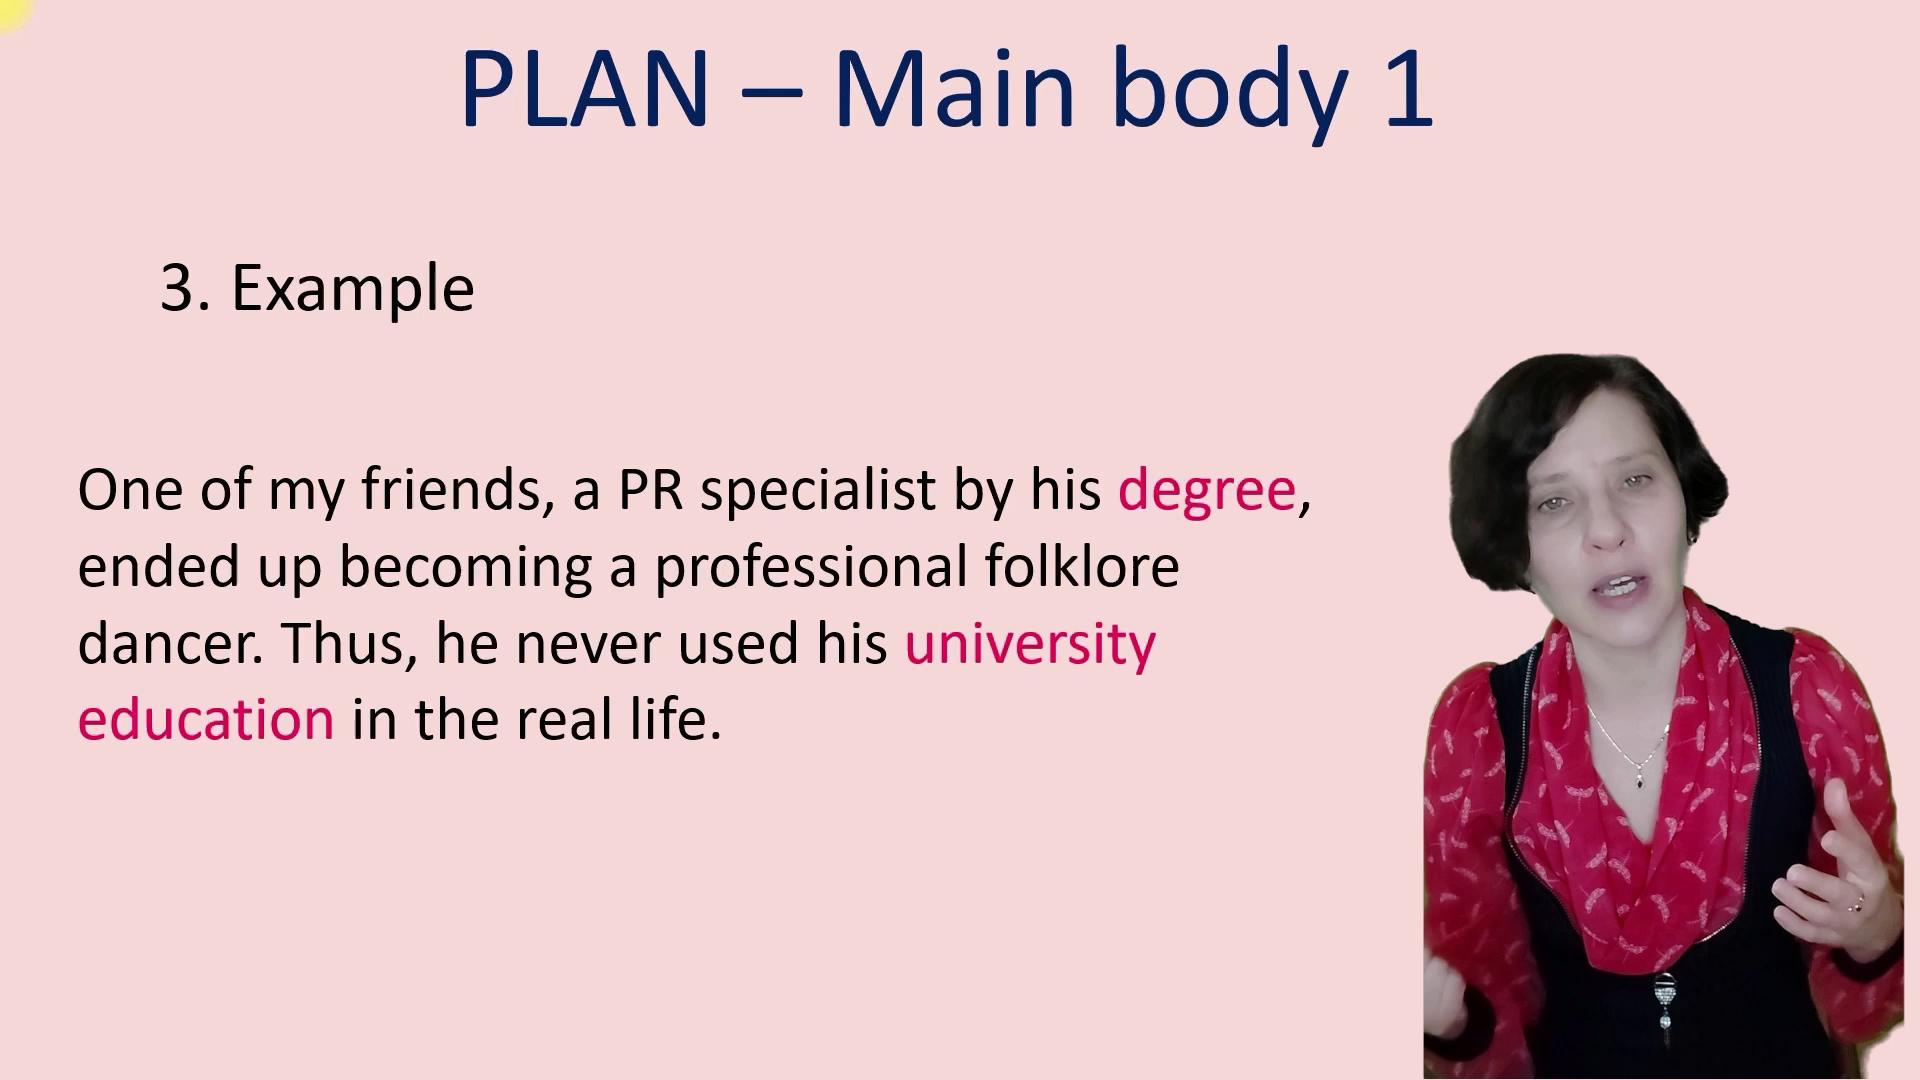 PLAN – Main body 1
3. Example
One of my friends, a PR specialist by his degree,
ended up becoming a professional folklore
dancer. Thus, he never used his university
education in the real life.